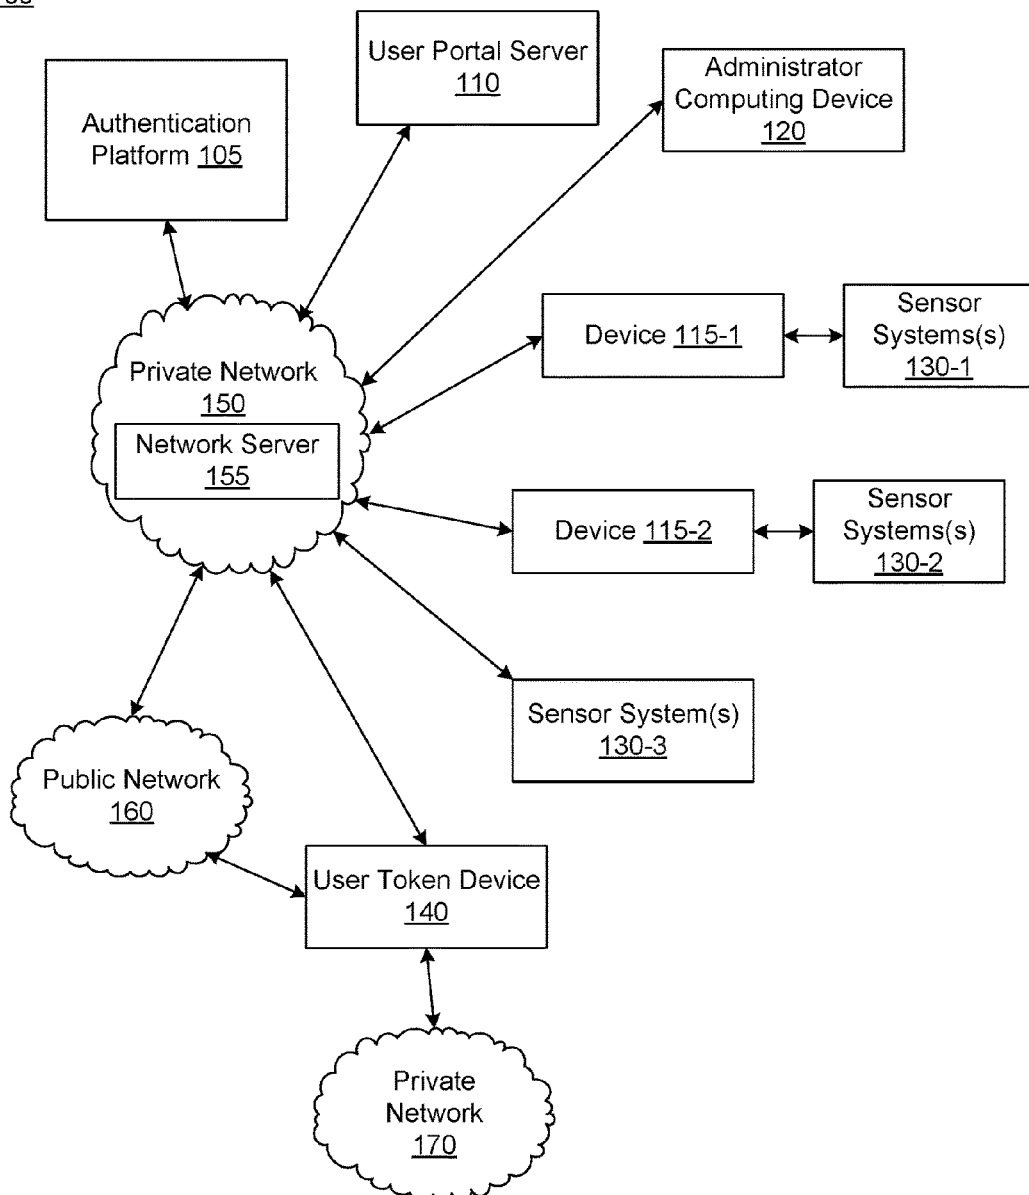 User Portal Server
110
Administrator
Computing Device
120
Authentication
Platform 105
Device 115-1
Sensor
Systems(s)
130-1
Private Network
150
Network Server
155
Device 115-2
Sensor
Systems(s)
130-2
Sensor System(s)
130-3
Public Network
160
User Token Device
140
Private
Network
170